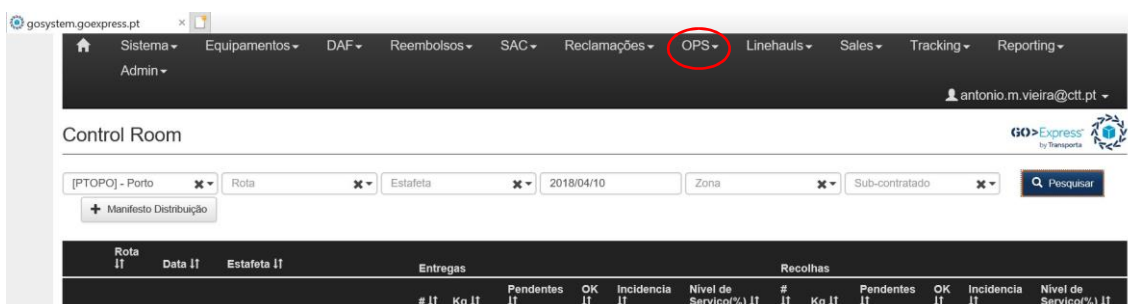 gosystem.goexpress.pt
Sistema Equipamentos DAF Reembolsos SAC Reclamações OPS Linehauls Sales Tracking Reporting
Admin
antonio.m.vieira@ctt.pt
Control Room
GO>Express
by Transporta
[PTOPO] - Porto Rota Estafeta 2018/04/10 Zona Sub-contratado Pesquisar
Manifesto Distribuição
Rota Data Estafeta Entregas Recolhas
# Kg Pendentes OK Incidencia Nível de Serviço(%) # Kg Pendentes OK Incidencia Nível de Serviço(%)